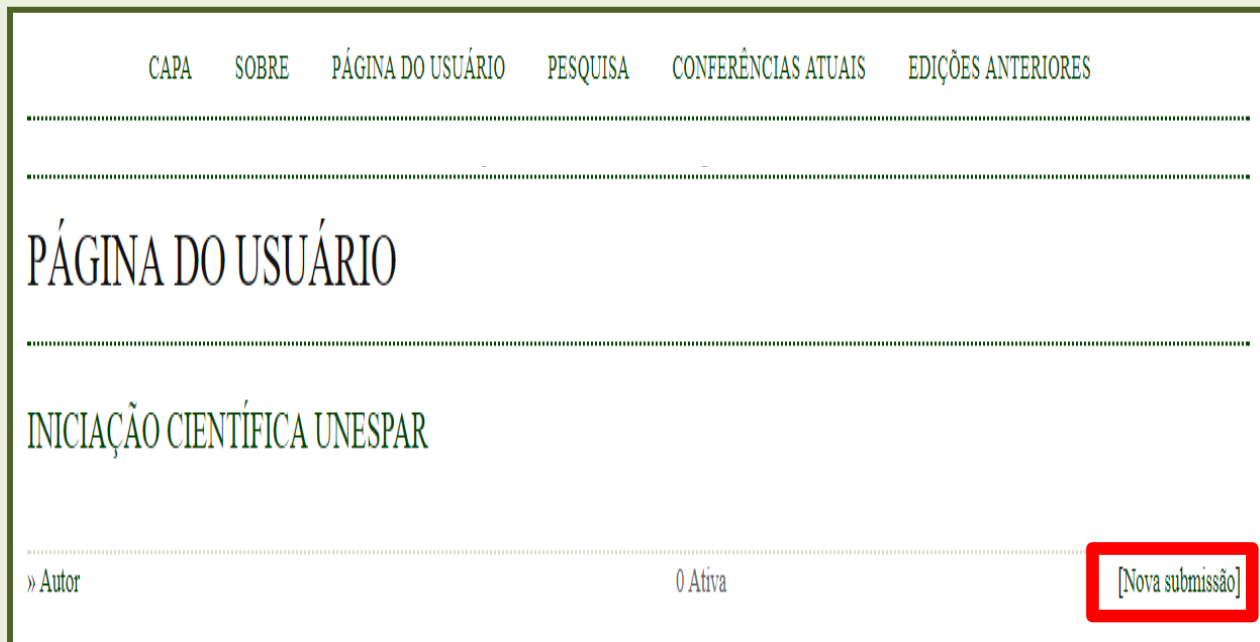 CAPA SOBRE PÁGINA DO USUÁRIO PESQUISA CONFERÊNCIAS ATUAIS EDIÇÕES ANTERIORES
PÁGINA DO USUÁRIO
INICIAÇÃO CIENTÍFICA UNESPAR
» Autor 0 Ativa [Nova submissão]